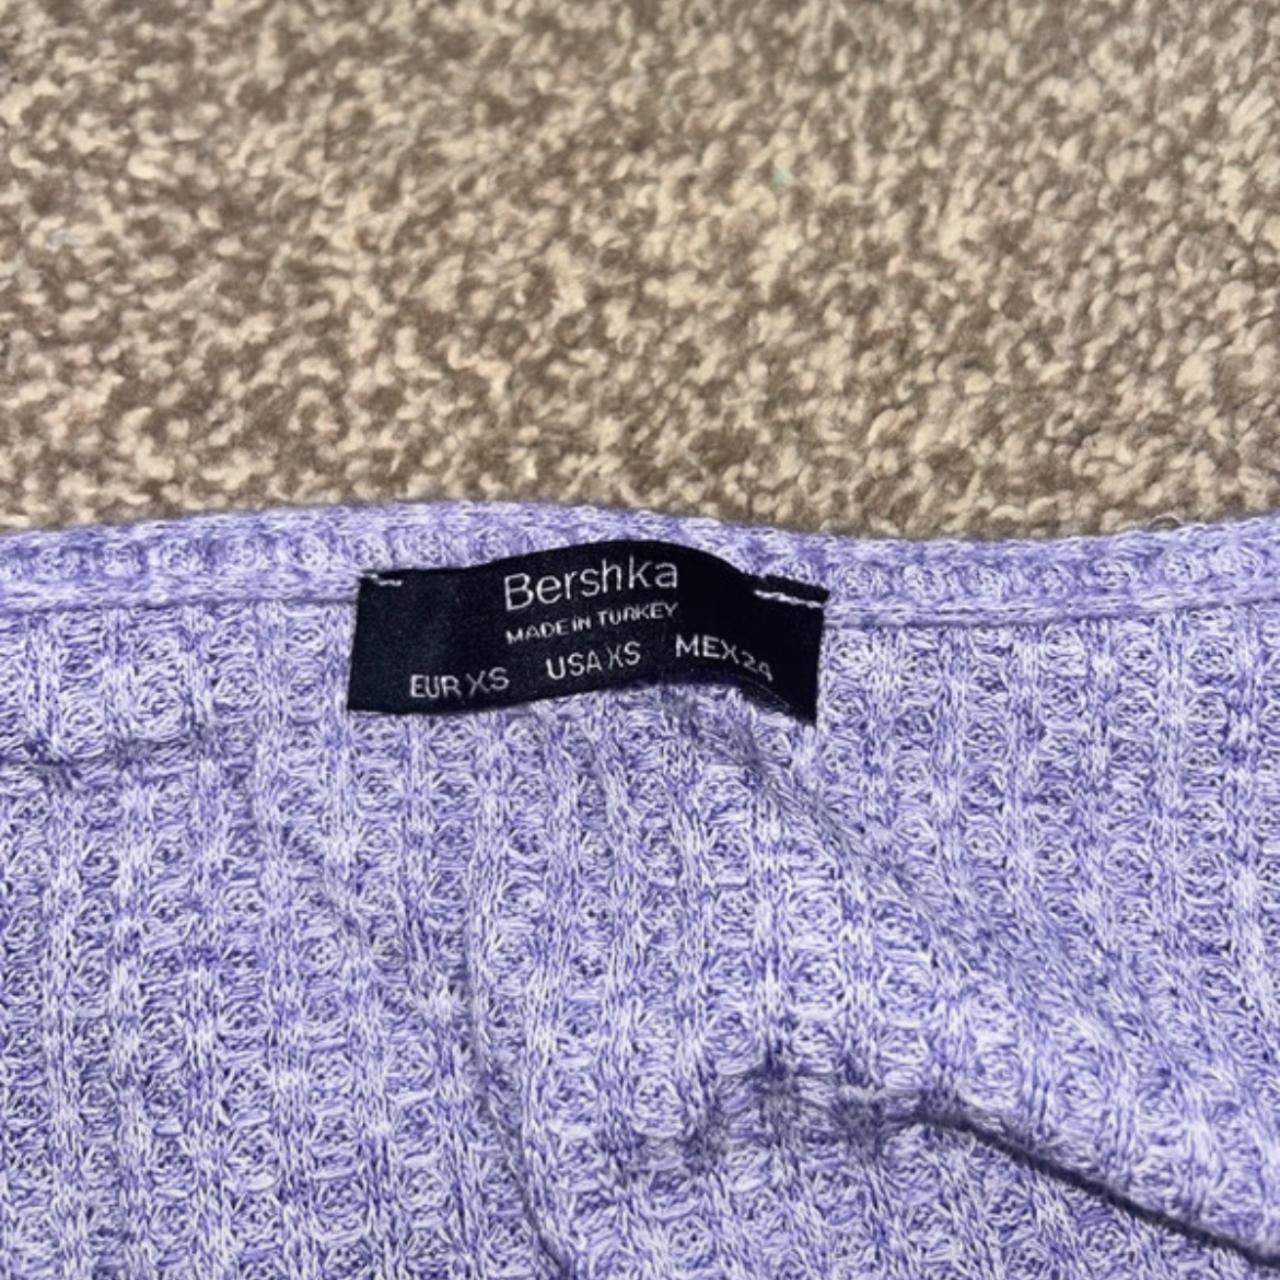 Bershka
MADE IN TURKEY
EUR XS USA XS MEX 24